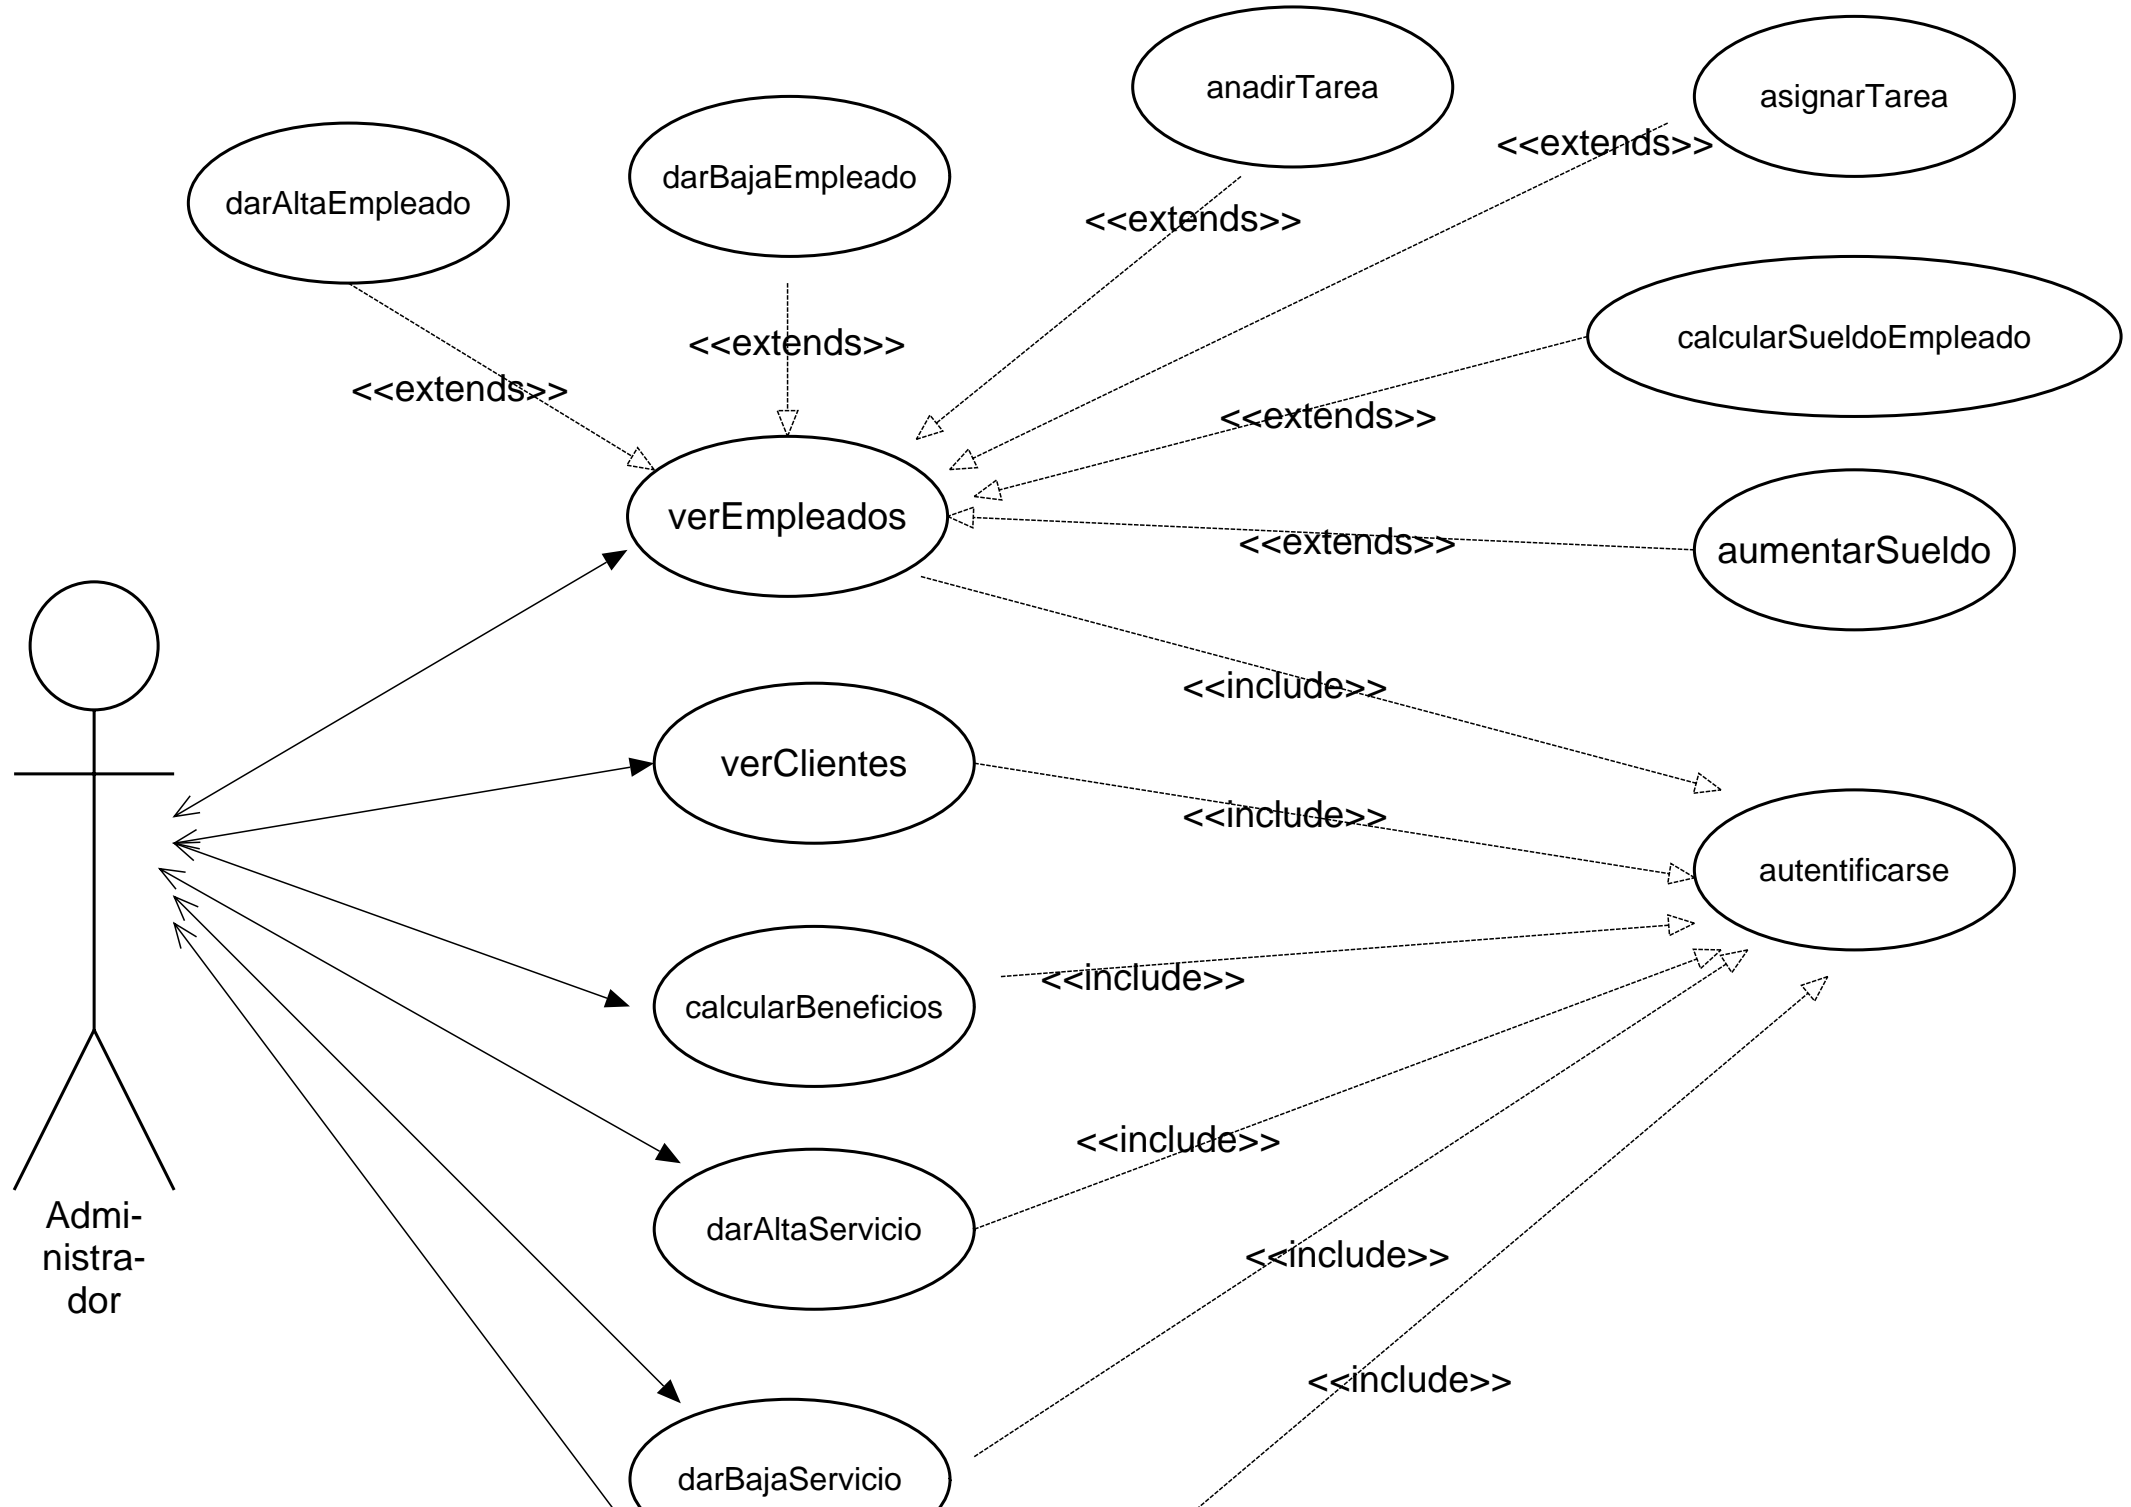 anadirTarea
asignarTarea
<<extends>>
darBajaEmpleado
darAltaEmpleado
<<extends>>
<<extends>>
calcularSueldoEmpleado
<<extends>>
<<extends>>
verEmpleados
<<extends>>
aumentarSueldo
<<include>>
verClientes
<<include>>
autentificarse
<<include>>
calcularBeneficios
<<include>>
Admi-
nistra-
dor
darAltaServicio
<<include>>
<<include>>
darBajaServicio